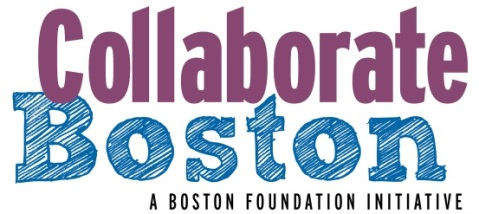 Collaborate
Boston
A BOSTON FOUNDATION INITIATIVE